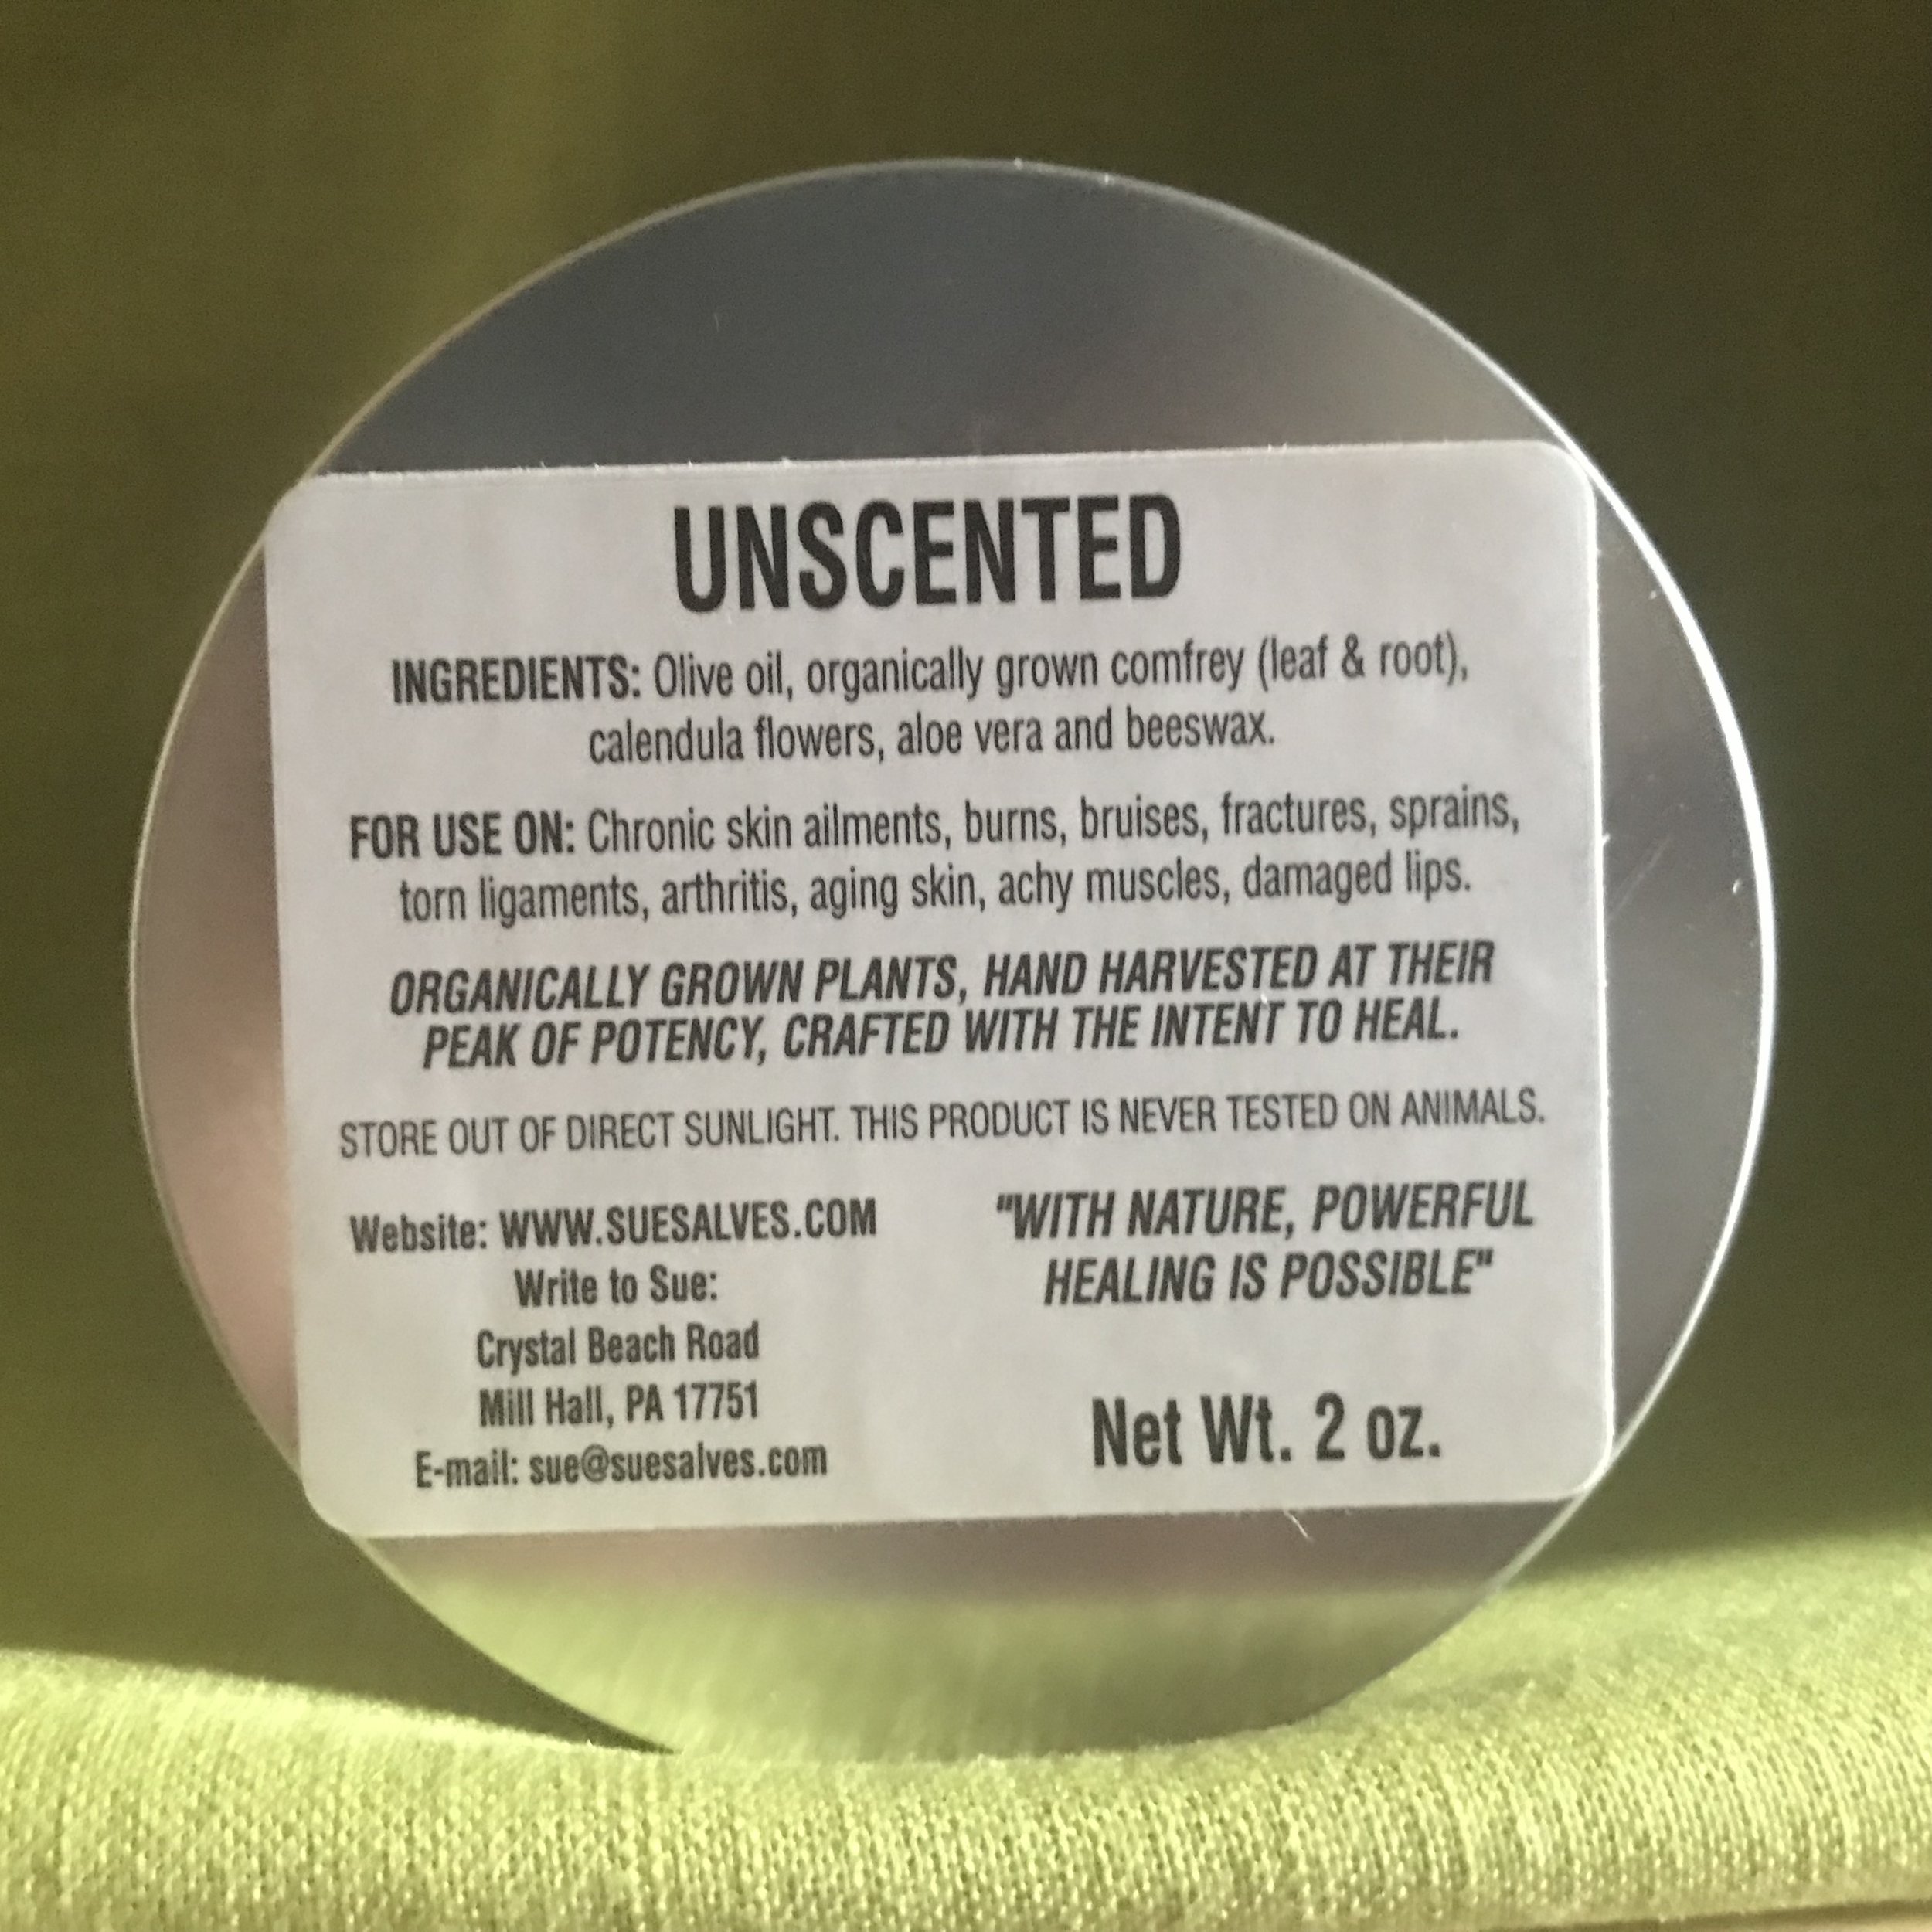 UNSCENTED
INGREDIENTS: Olive oil, organically grown comfrey (leaf & root),
calendula flowers, aloe vera and beeswax.
FOR USE ON: Chronic skin ailments, burns, bruises, fractures, sprains,
torn ligaments, arthritis, aging skin, achy muscles, damaged lips.
ORGANICALLY GROWN PLANTS, HAND HARVESTED AT THEIR
PEAK OF POTENCY, CRAFTED WITH THE INTENT TO HEAL.
STORE OUT OF DIRECT SUNLIGHT. THIS PRODUCT IS NEVER TESTED ON ANIMALS.
Website: WWW.SUESALVES.COM
Write to Sue:
Crystal Beach Road
Mill Hall, PA 17751
E-mail: sue@suesalves.com
"WITH NATURE, POWERFUL
HEALING IS POSSIBLE"
Net Wt. 2 oz.